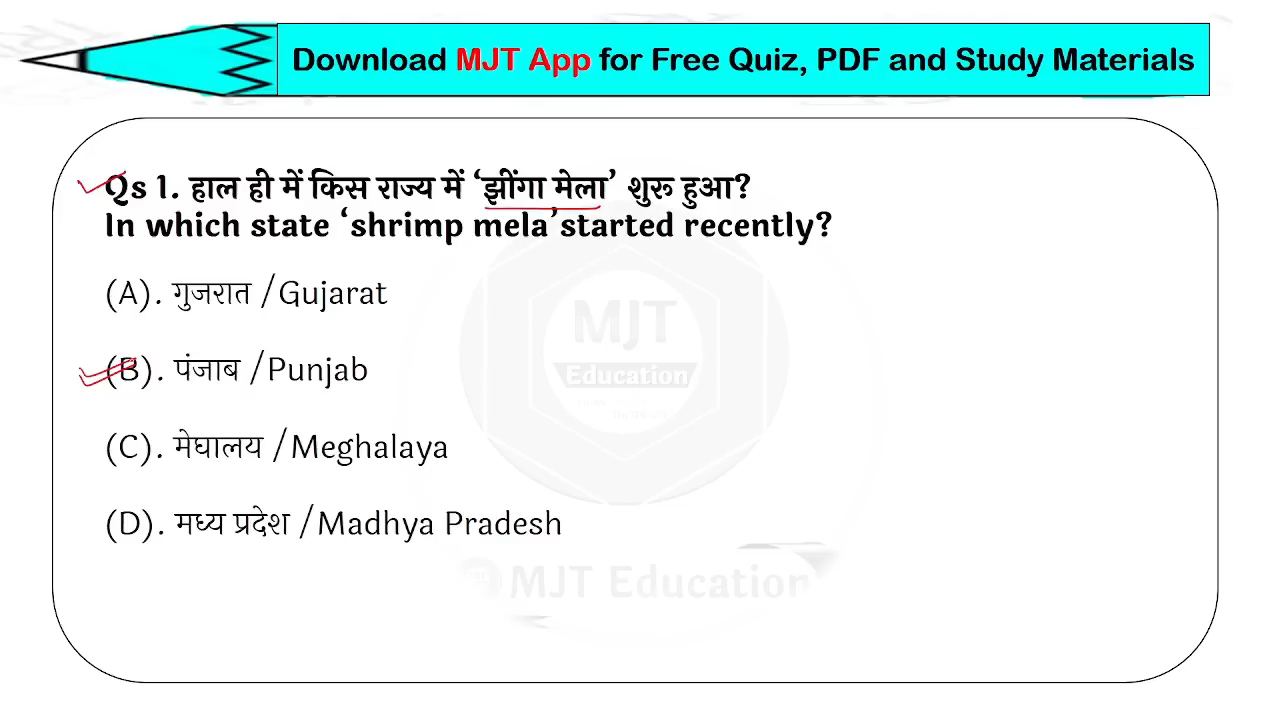 Download MJT App for Free Quiz, PDF and Study Materials
Qs 1. हाल ही में किस राज्य में ‘झींगा मेला’ शुरू हुआ?
In which state ‘shrimp mela’started recently?
(A). गुजरात /Gujarat
(B). पंजाब /Punjab
(C). मेघालय /Meghalaya
(D). मध्य प्रदेश /Madhya Pradesh
MJT
Education
MJT Education